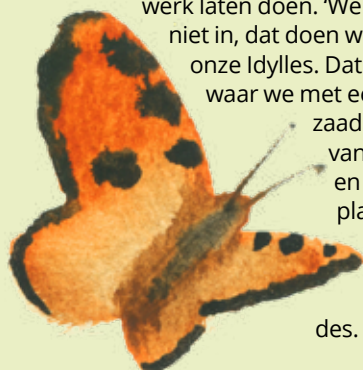 werk laten doen. ‘We
niet in, dat doen w
onze Idylles. Dat
waar we met ee
zaad
van
en
pla
des.